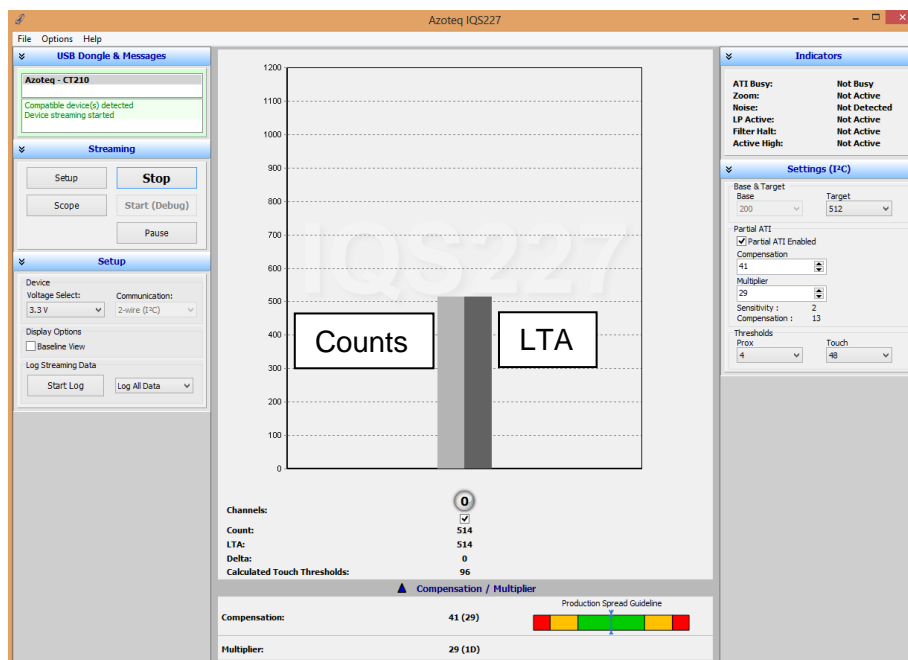 Azoteq IQS227
File Options Help
USB Dongle & Messages
Azoteq - CT210
Compatible device(s) detected
Device streaming started
Streaming
Setup Stop
Scope Start (Debug)
Pause
Setup
Device
Voltage Select: Communication:
3.3 V 2-wire (I²C)
Display Options
Baseline View
Log Streaming Data
Start Log Log All Data
1200
1100
1000
900
800
700
600
500
400
300
200
100
0
IQS227
Counts LTA
Channels: 0
Count: 514
LTA: 514
Delta: 0
Calculated Touch Thresholds: 96
Compensation / Multiplier
Production Spread Guideline
Compensation: 41 (29)
Multiplier: 29 (1D)
Indicators
ATI Busy: Not Busy
Zoom: Not Active
Noise: Not Detected
LP Active: Not Active
Filter Halt: Not Active
Active High: Not Active
Settings (I²C)
Base & Target
Base Target
200 512
Partial ATI
Partial ATI Enabled
Compensation
41
Multiplier
29
Sensitivity : 2
Compensation : 13
Thresholds
Prox Touch
4 48